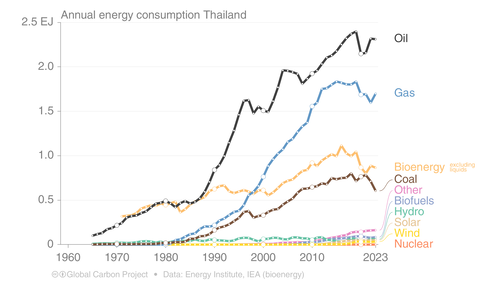 Annual energy consumption Thailand
2.5 EJ
2.0
1.5
1.0
0.5
0
1960
1970
1980
1990
2000
2010
2023
Oil
Gas
Bioenergy excluding liquids
Coal
Other
Biofuels
Hydro
Solar
Wind
Nuclear
Global Carbon Project • Data: Energy Institute, IEA (bioenergy)